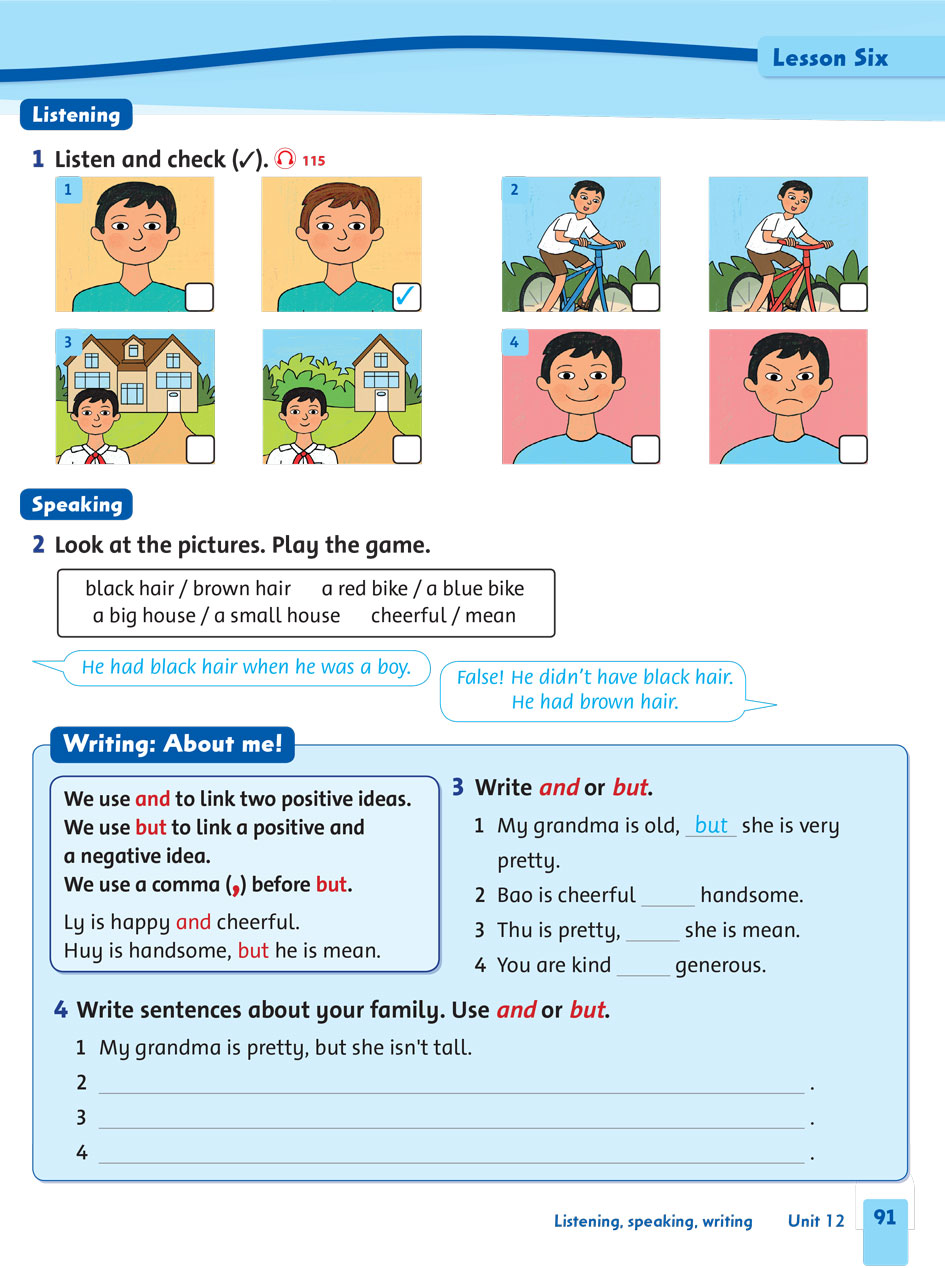 Lesson Six
Listening
1 Listen and check (✓). 115
1
2
3
4
Speaking
2 Look at the pictures. Play the game.
black hair / brown hair a red bike / a blue bike
a big house / a small house cheerful / mean
He had black hair when he was a boy.
False! He didn't have black hair.
He had brown hair.
Writing: About me!
We use and to link two positive ideas.
We use but to link a positive and
a negative idea.
We use a comma (,) before but.
Ly is happy and cheerful.
Huy is handsome, but he is mean.
3 Write and or but.
1 My grandma is old, but she is very
pretty.
2 Bao is cheerful _____ handsome.
3 Thu is pretty, _____ she is mean.
4 You are kind _____ generous.
4 Write sentences about your family. Use and or but.
1 My grandma is pretty, but she isn't tall.
2 _____ .
3 _____ .
4 _____ .
Listening, speaking, writing Unit 12 91